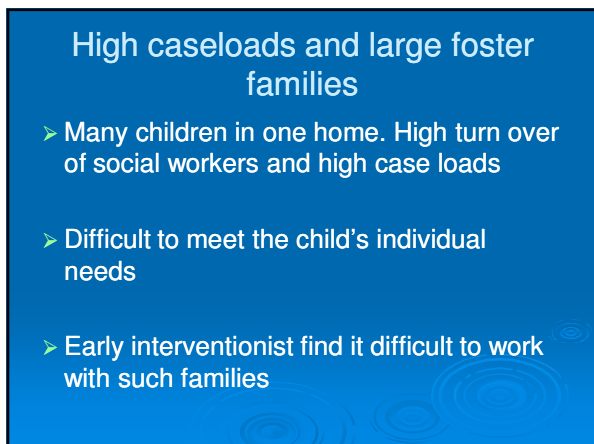 High caseloads and large foster
families
Many children in one home. High turn over
of social workers and high case loads
Difficult to meet the child's individual
needs
Early interventionist find it difficult to work
with such families